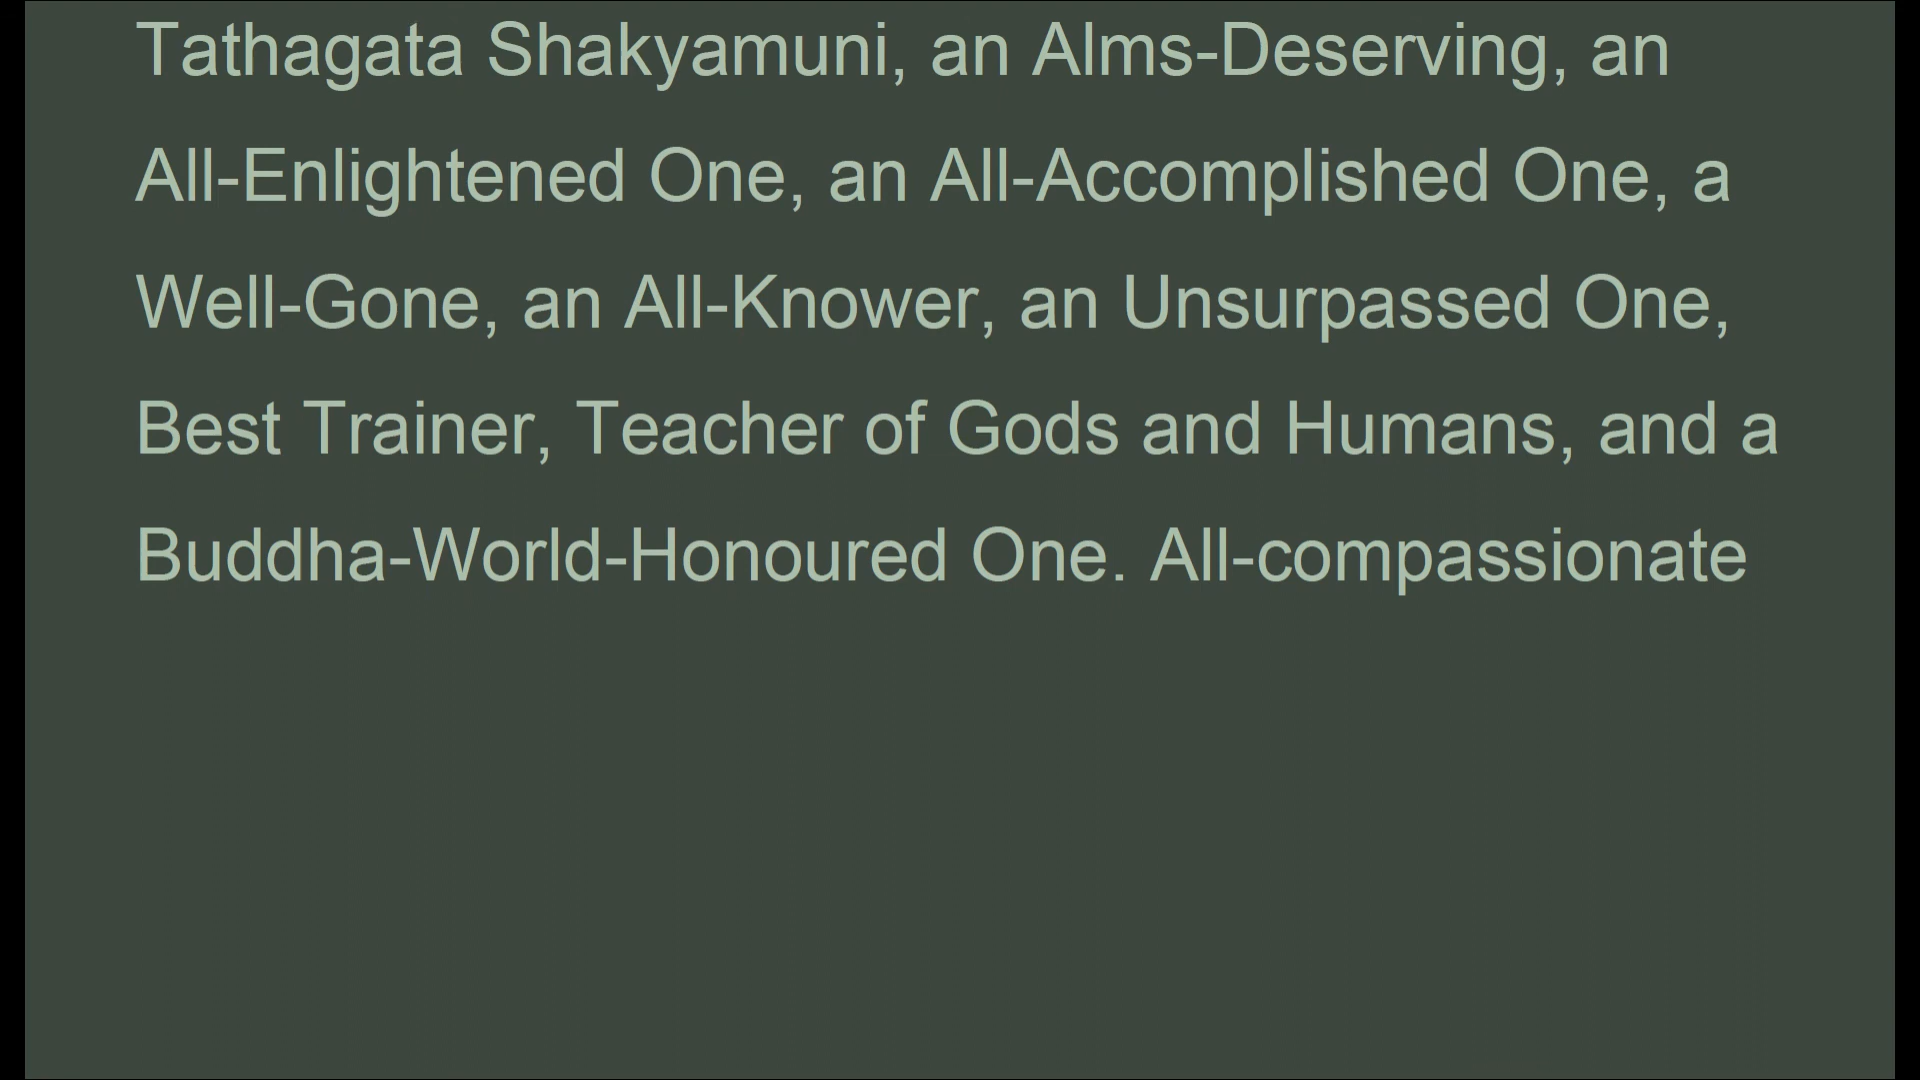 Tathagata Shakyamuni, an Alms-Deserving, an
All-Enlightened One, an All-Accomplished One, a
Well-Gone, an All-Knower, an Unsurpassed One,
Best Trainer, Teacher of Gods and Humans, and a
Buddha-World-Honoured One. All-compassionate